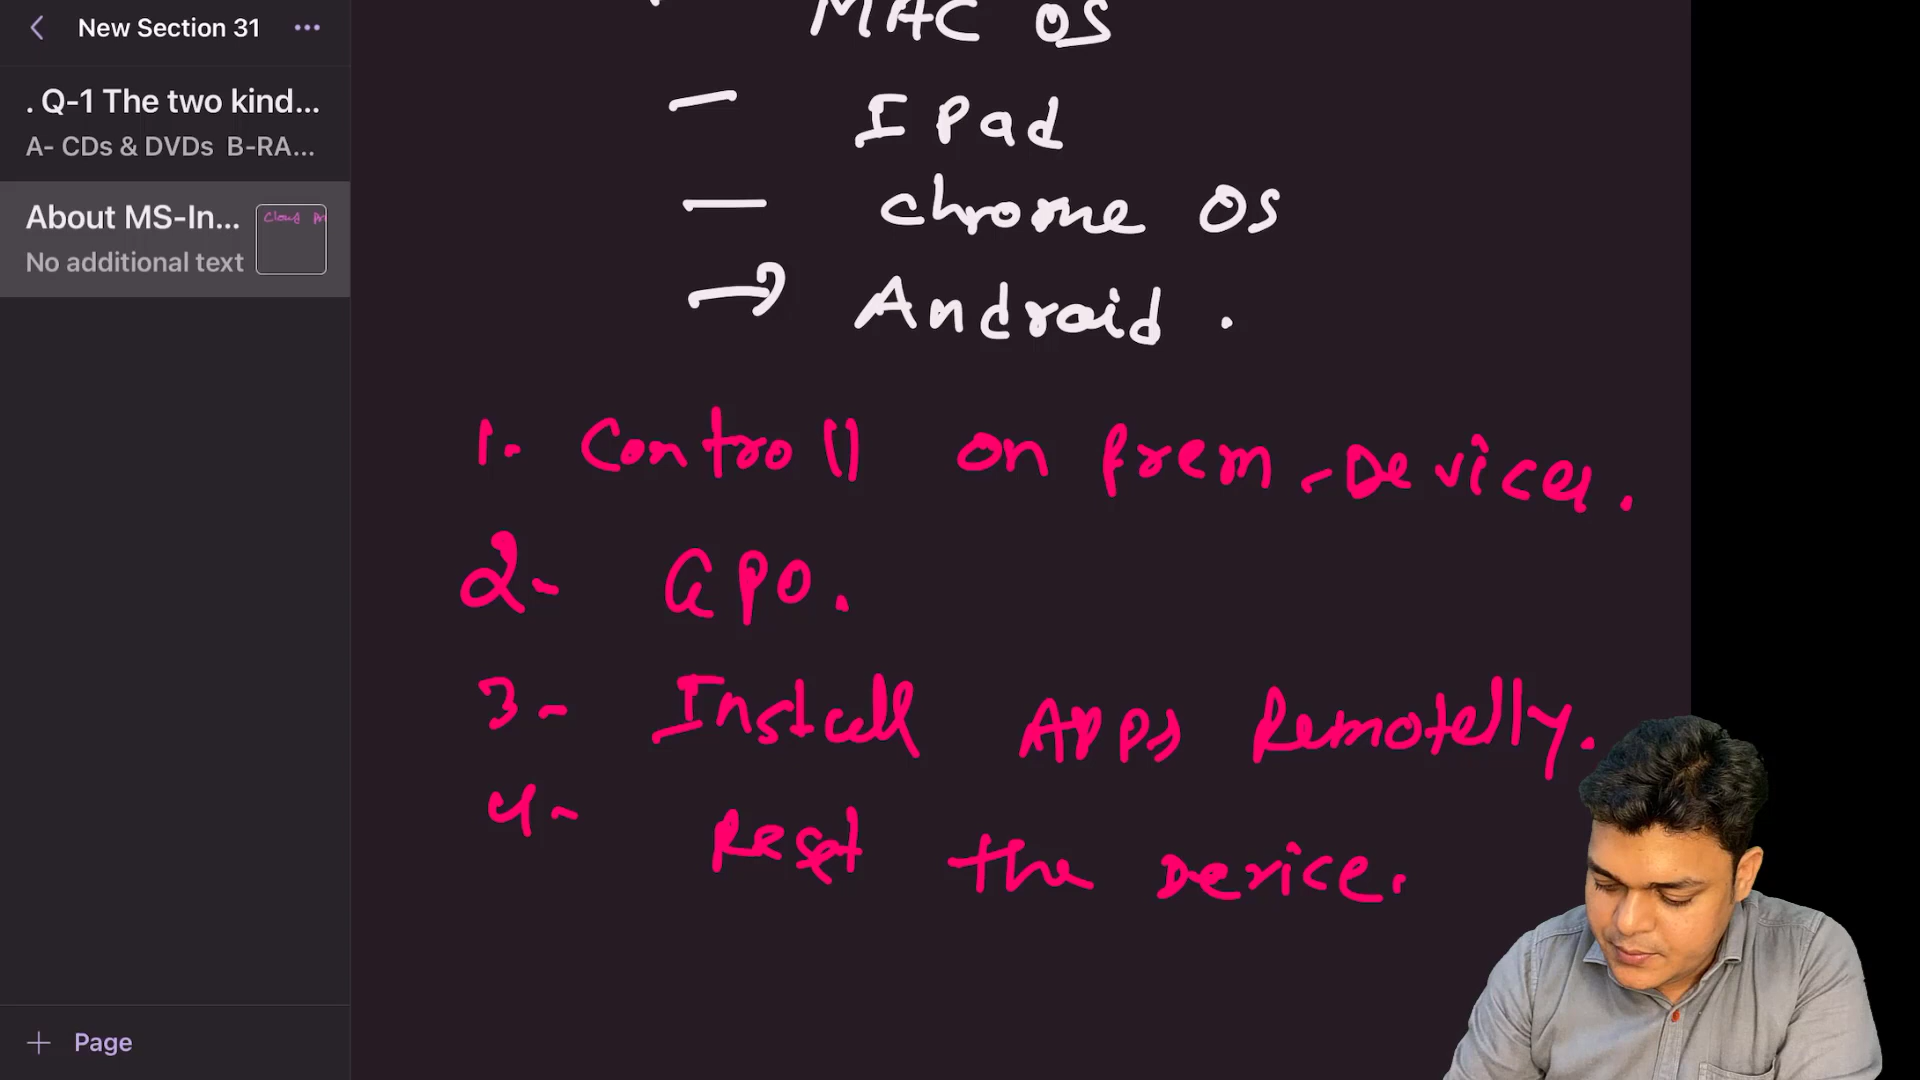 New Section 31 ...
. Q-1 The two kind...
A- CDs & DVDs B-RA...
About MS-In...
No additional text
MAC OS
- IPad
- chrome OS
→ Android .
1. Controll on Prem - Devices.
2- GPO.
3- Install Apps Remotelly.
4- Reset the Device.
+ Page